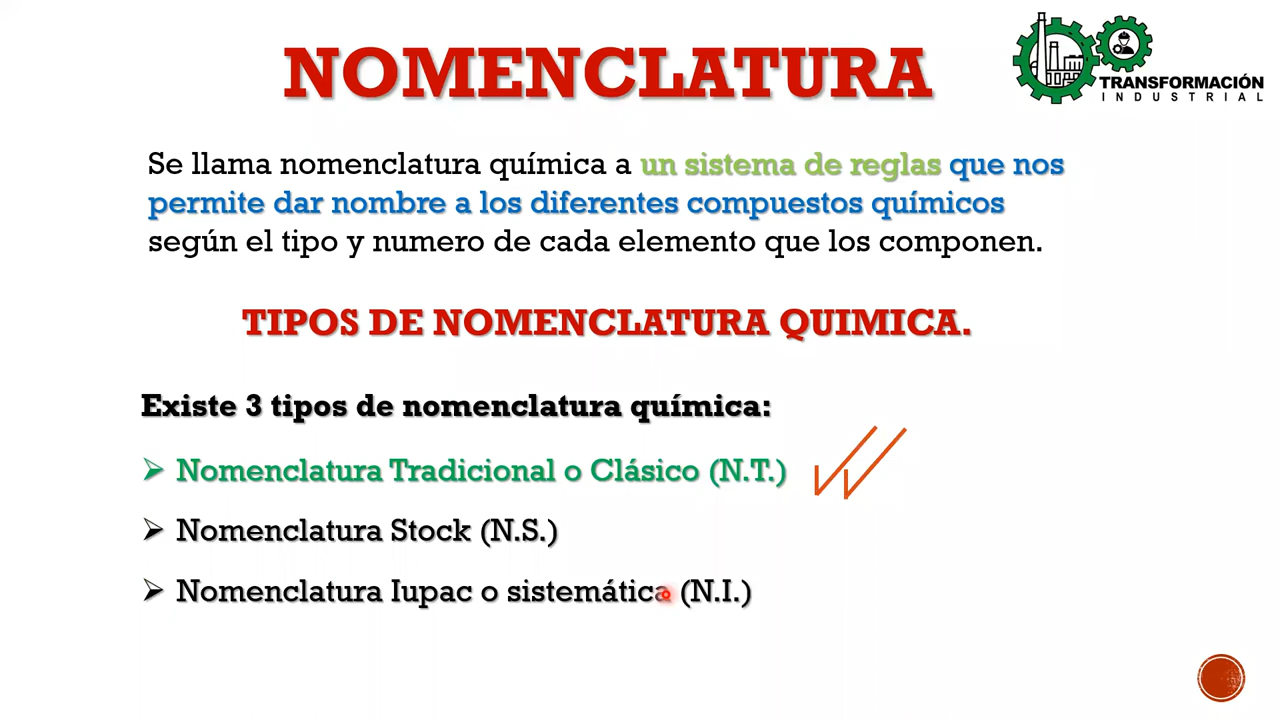 NOMENCLATURA
TRANSFORMACIÓN
INDUSTRIAL
Se llama nomenclatura química a un sistema de reglas que nos
permite dar nombre a los diferentes compuestos químicos
según el tipo y numero de cada elemento que los componen.
TIPOS DE NOMENCLATURA QUIMICA.
Existe 3 tipos de nomenclatura química:
Nomenclatura Tradicional o Clásico (N.T.)
Nomenclatura Stock (N.S.)
Nomenclatura Iupac o sistemática (N.I.)